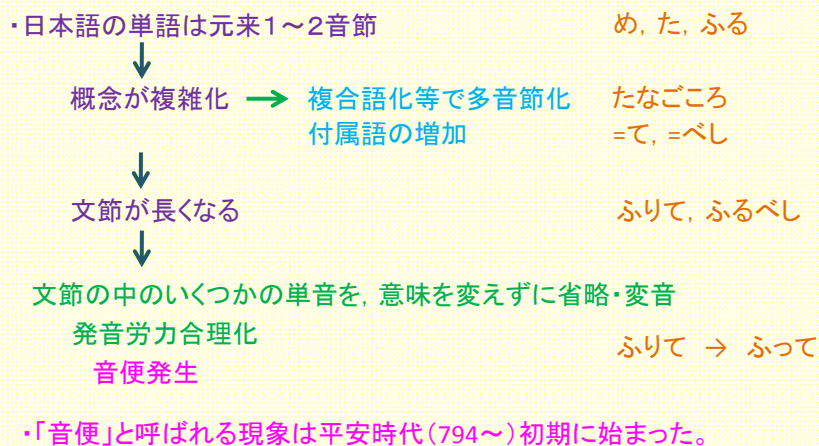 ・日本語の単語は元来1～2音節　め, た, ふる
概念が複雑化 → 複合語化等で多音節化　たなごころ
付属語の増加　=て, =べし
文節が長くなる　ふりて, ふるべし
文節の中のいくつかの単音を, 意味を変えずに省略・変音
発音労力合理化
ふりて → ふって
音便発生
・「音便」と呼ばれる現象は平安時代(794～)初期に始まった。